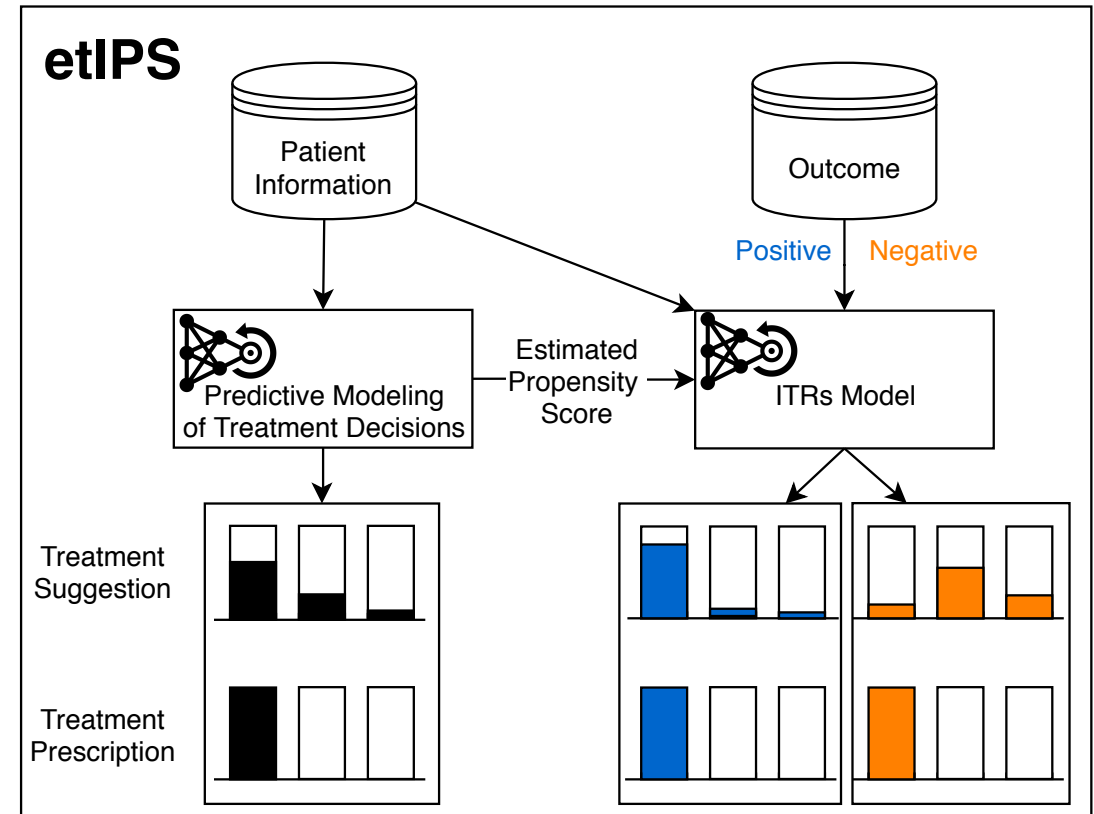 etIPS
Patient
Information
Outcome
Positive
Negative
Predictive Modeling
of Treatment Decisions
Estimated
Propensity
Score
ITRs Model
Treatment
Suggestion
Treatment
Prescription